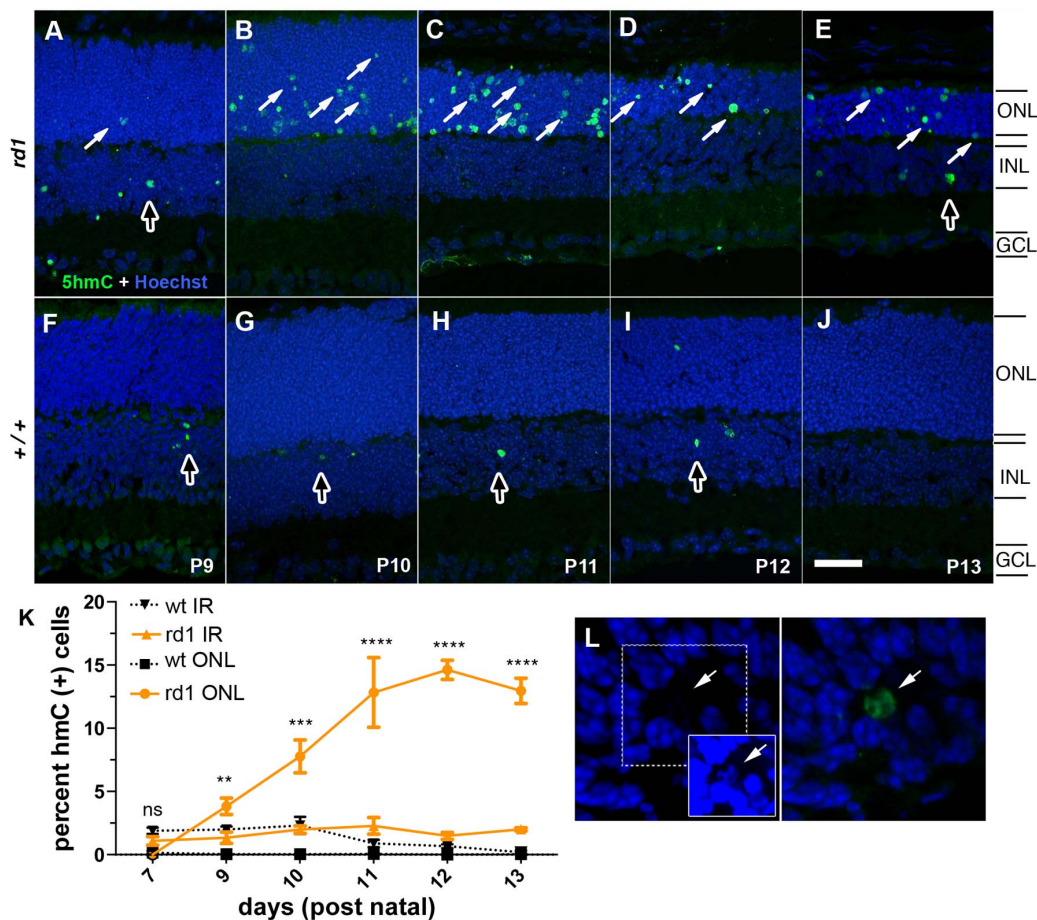 A B C D E
rd1
ONL
INL
GCL
5hmC + Hoechst
F G H I J
+/+
ONL
INL
GCL
P9 P10 P11 P12 P13
K
wt IR
rd1 IR
wt ONL
rd1 ONL
percent hmC (+) cells
20
15
10
5
0
ns ** *** **** **** ****
7 9 10 11 12 13
days (post natal)
L